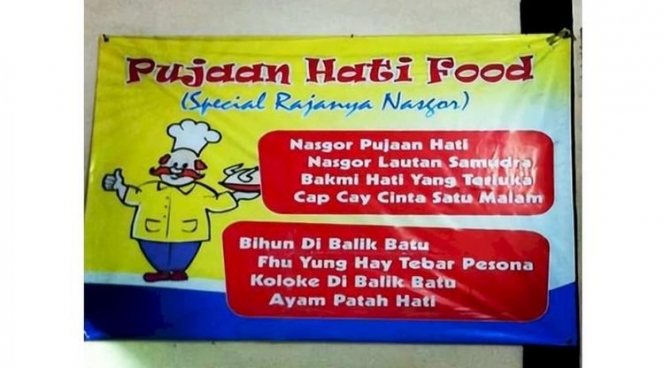 Pujaan Hati Food
(Special Rajanya Nasgor)
Nasgor Pujaan Hati
Nasgor Lautan Samudra
Bakmi Hati Yang Terluka
Cap Cay Cinta Satu Malam
Bihun Di Balik Batu
Fhu Yung Hay Tebar Pesona
Koloke Di Balik Batu
Ayam Patah Hati